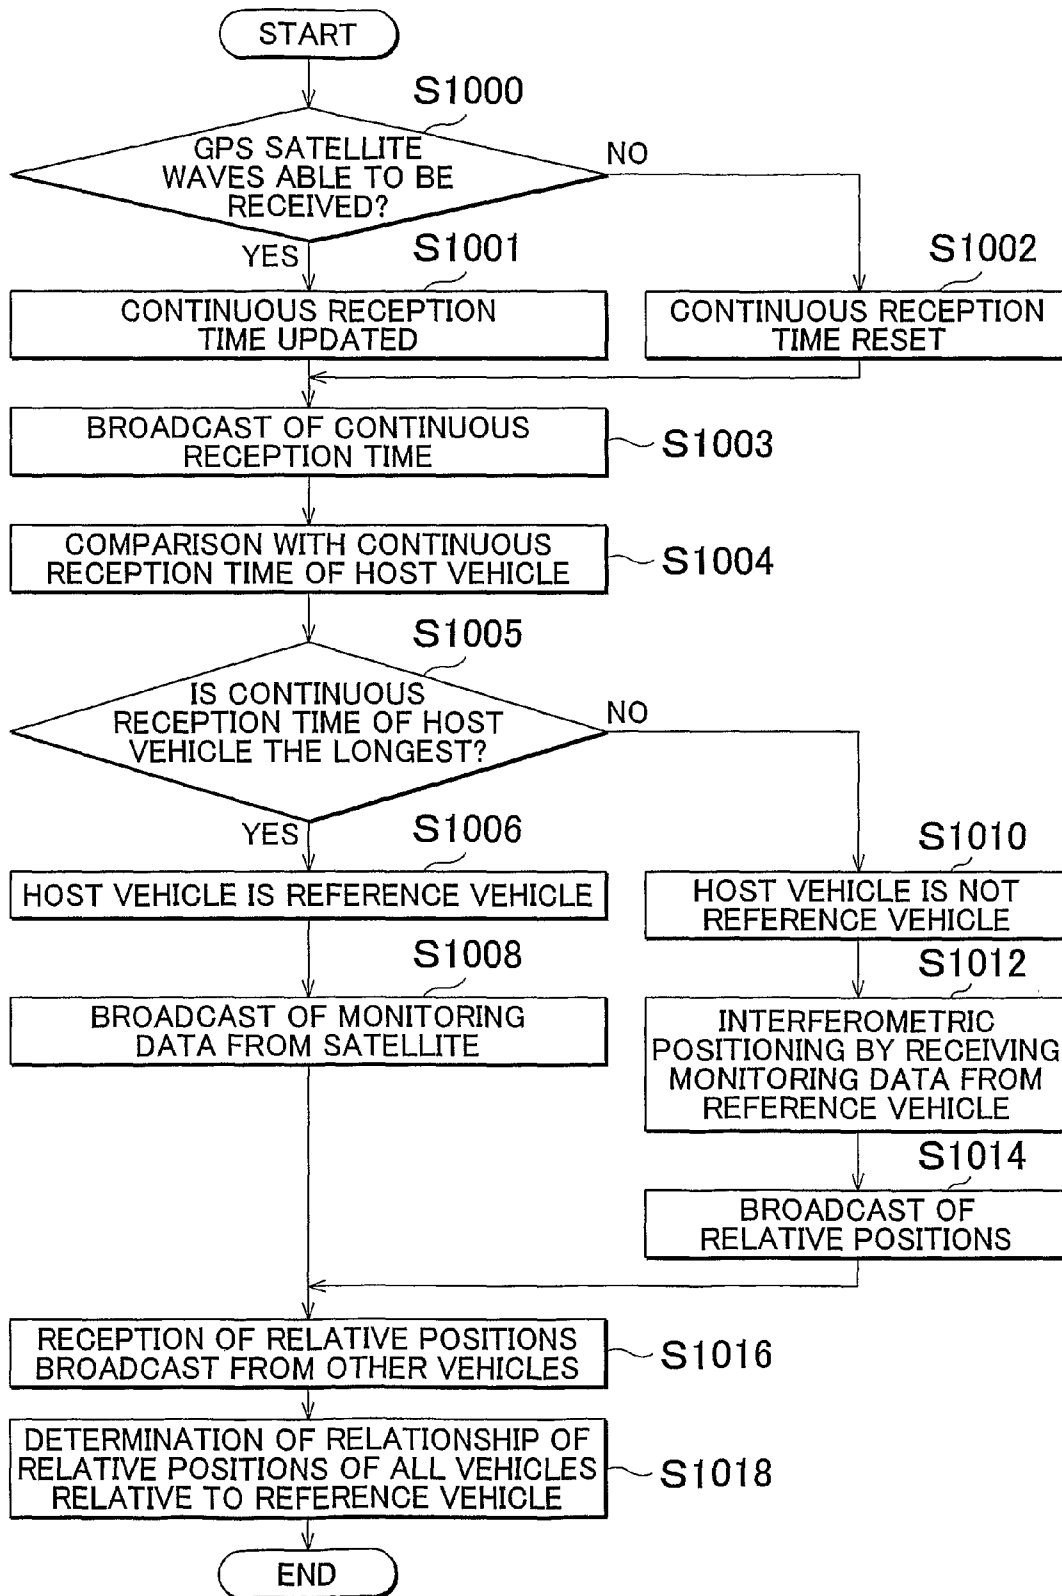 START
S1000
GPS SATELLITE
WAVES ABLE TO BE
RECEIVED?
NO
YES
S1001
S1002
CONTINUOUS RECEPTION
TIME UPDATED
CONTINUOUS RECEPTION
TIME RESET
BROADCAST OF CONTINUOUS
RECEPTION TIME
S1003
COMPARISON WITH CONTINUOUS
RECEPTION TIME OF HOST VEHICLE
S1004
S1005
IS CONTINUOUS
RECEPTION TIME OF HOST
VEHICLE THE LONGEST?
NO
YES
S1006
HOST VEHICLE IS REFERENCE VEHICLE
S1010
HOST VEHICLE IS NOT
REFERENCE VEHICLE
S1008
BROADCAST OF MONITORING
DATA FROM SATELLITE
S1012
INTERFEROMETRIC
POSITIONING BY RECEIVING
MONITORING DATA FROM
REFERENCE VEHICLE
S1014
BROADCAST OF
RELATIVE POSITIONS
RECEPTION OF RELATIVE POSITIONS
BROADCAST FROM OTHER VEHICLES
S1016
DETERMINATION OF RELATIONSHIP OF
RELATIVE POSITIONS OF ALL VEHICLES
RELATIVE TO REFERENCE VEHICLE
S1018
END